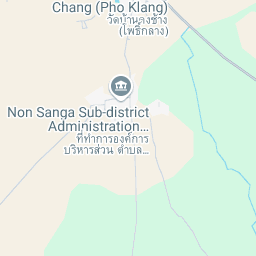 Chang (Pho Klang)
วัดบ้านดงช้าง
(โพธิ์กลาง)
Non Sanga Sub-district
Administration...
ที่ทำการองค์การ
บริหารส่วน ตำบล...